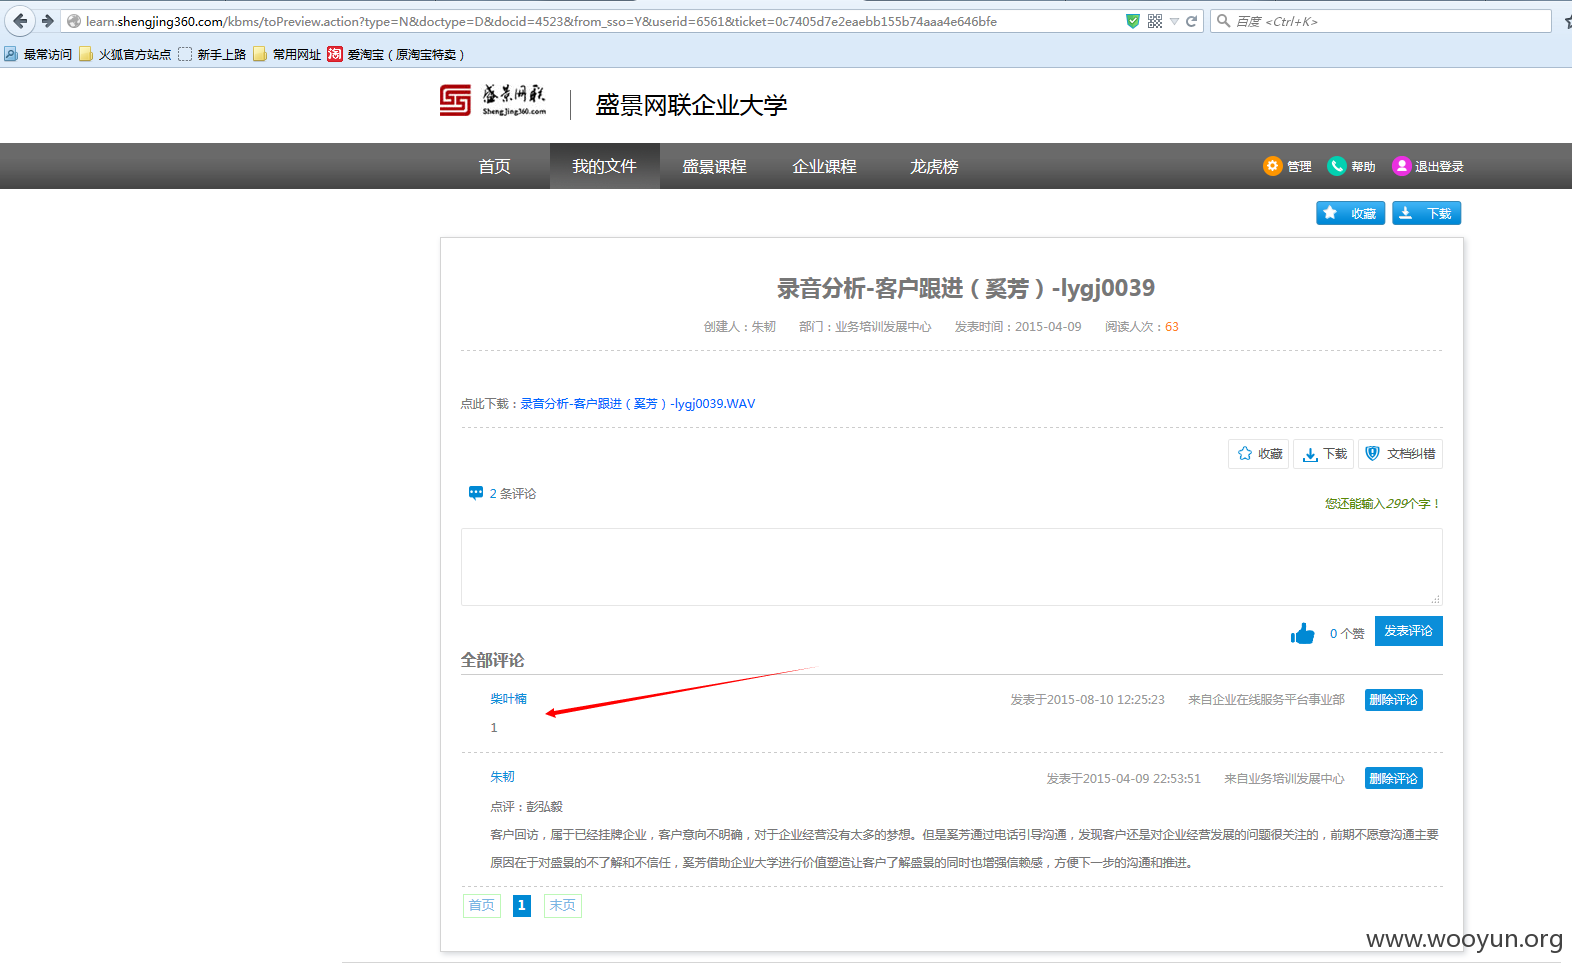 learn.shengjing360.com/kbms/toPreview.action?type=N&doctype=D&docid=4523&from_sso=Y&userid=6561&ticket=0c7405d7e2eaebb155b74aaa4e646bfe
百度 <Ctrl+K>
最常访问 火狐官方站点 新手上路 常用网址 淘 爱淘宝（原淘宝特卖）
盛景网联 ShengJing360.com 盛景网联企业大学
首页 我的文件 盛景课程 企业课程 龙虎榜 管理 帮助 退出登录
收藏 下载
录音分析-客户跟进（奚芳）-lygj0039
创建人：朱韧 部门：业务培训发展中心 发表时间：2015-04-09 阅读人次：63
点此下载：录音分析-客户跟进（奚芳）-lygj0039.WAV
收藏 下载 文档纠错
2 条评论
您还能输入299个字！
0 个赞 发表评论
全部评论
柴叶楠 发表于2015-08-10 12:25:23 来自企业在线服务平台事业部 删除评论
1
朱韧 发表于2015-04-09 22:53:51 来自业务培训发展中心 删除评论
点评：彭弘毅
客户回访，属于已经挂牌企业，客户意向不明确，对于企业经营没有太多的梦想。但是奚芳通过电话引导沟通，发现客户还是对企业经营发展的问题很关注的，前期不愿意沟通主要
原因在于对盛景的不了解和不信任，奚芳借助企业大学进行价值塑造让客户了解盛景的同时也增强信赖感，方便下一步的沟通和推进。
首页 1 末页
www.wooyun.org